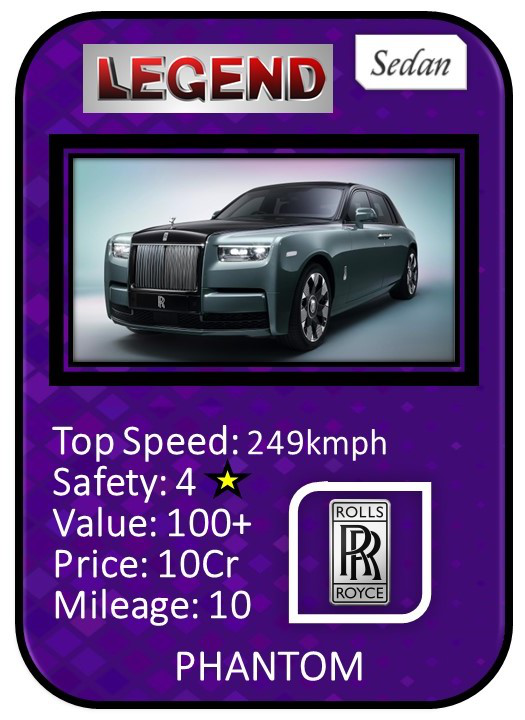 LEGEND
Sedan
Top Speed: 249kmph
Safety: 4
Value: 100+
Price: 10Cr
Mileage: 10
ROLLS
RR
ROYCE
PHANTOM